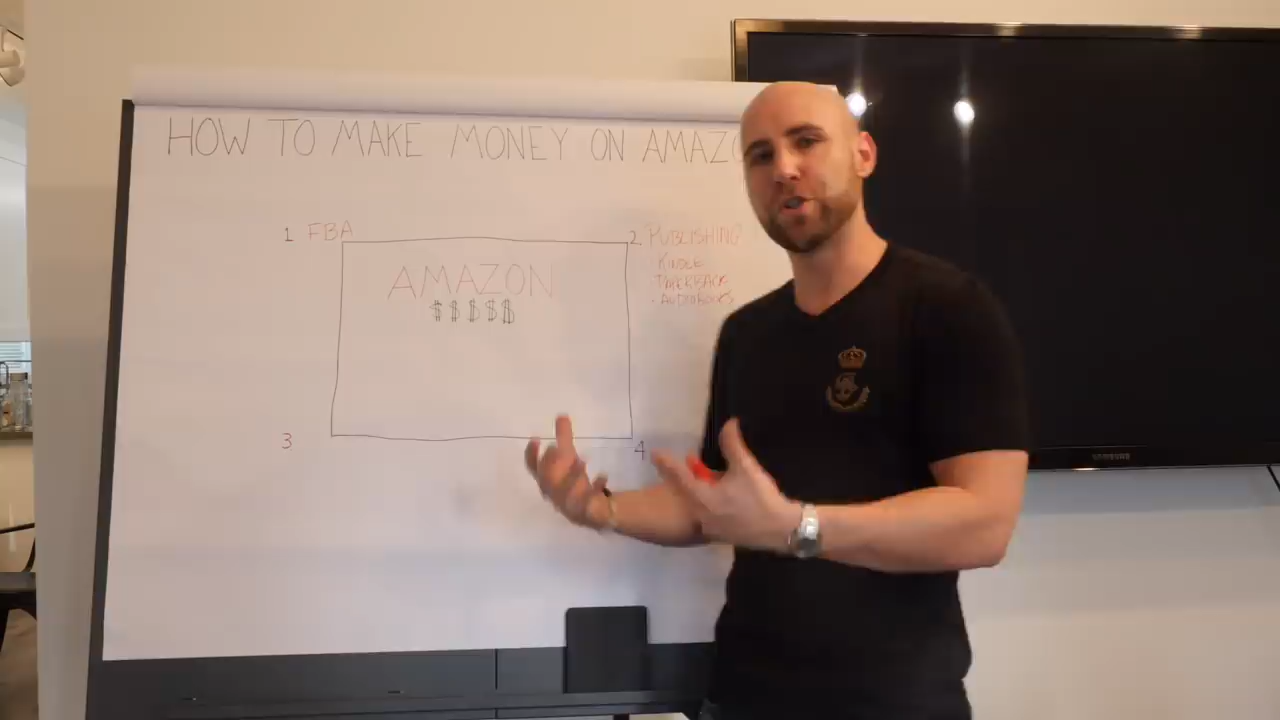 HOW TO MAKE MONEY ON AMAZO
1 FBA
2. PUBLISHING
• KINDLE
PAPERBACK
• AUDIOBOOKS
AMAZON
$$$$$
3
4
SAMSUNG